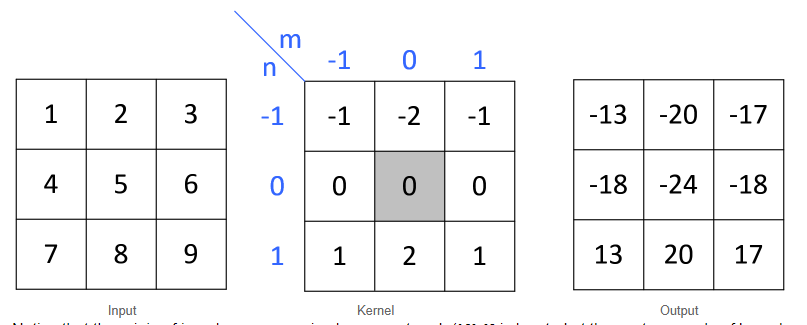 m
n
-1 0 1
1 2 3 -1 -1 -2 -1 -13 -20 -17
4 5 6 0 0 0 0 -18 -24 -18
7 8 9 1 1 2 1 13 20 17
Input Kernel Output